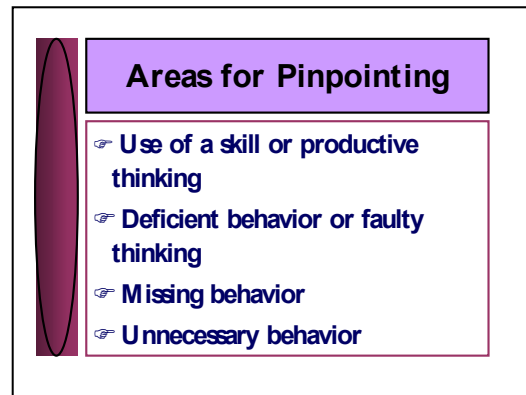 Areas for Pinpointing
☞ Use of a skill or productive
thinking
☞ Deficient behavior or faulty
thinking
☞ Missing behavior
☞ Unnecessary behavior